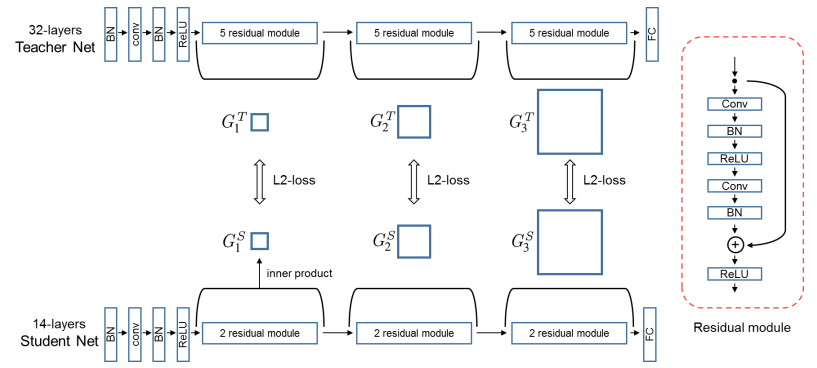 32-layers
Teacher Net
BN
conv
BN
ReLU
5 residual module
5 residual module
5 residual module
FC
G_1^T
G_2^T
G_3^T
L2-loss
L2-loss
L2-loss
G_1^S
G_2^S
G_3^S
inner product
14-layers
Student Net
BN
conv
BN
ReLU
2 residual module
2 residual module
2 residual module
FC
Conv
BN
ReLU
Conv
BN
+
ReLU
Residual module